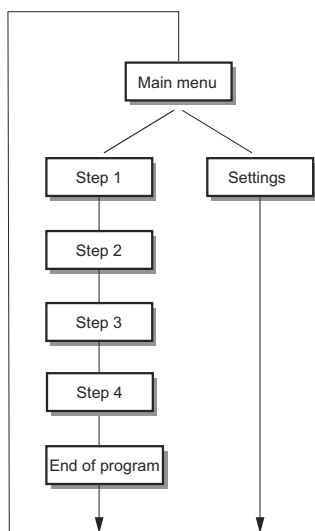 Main menu
Step 1
Settings
Step 2
Step 3
Step 4
End of program